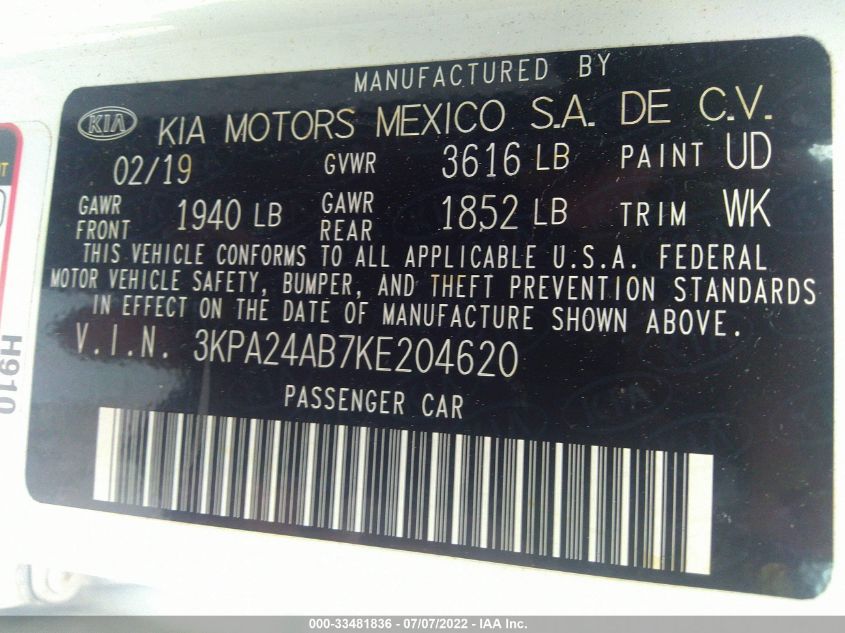 MANUFACTURED BY
KIA KIA MOTORS MEXICO S.A. DE C.V.
02/19 GVWR 3616 LB PAINT UD
GAWR FRONT 1940 LB GAWR REAR 1852 LB TRIM WK
THIS VEHICLE CONFORMS TO ALL APPLICABLE U.S.A. FEDERAL
MOTOR VEHICLE SAFETY, BUMPER, AND THEFT PREVENTION STANDARDS
IN EFFECT ON THE DATE OF MANUFACTURE SHOWN ABOVE.
V.I.N. 3KPA24AB7KE204620
PASSENGER CAR
H910
000-33481836 - 07/07/2022 - IAA Inc.